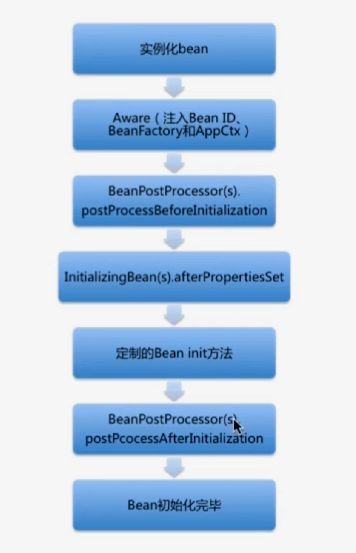 实例化bean
Aware（注入Bean ID、
BeanFactory和AppCtx）
BeanPostProcessor(s).
postProcessBeforeInitialization
InitializingBean(s).afterPropertiesSet
定制的Bean init方法
BeanPostProcessor(s).
postPcocessAfterInitialization
Bean初始化完毕